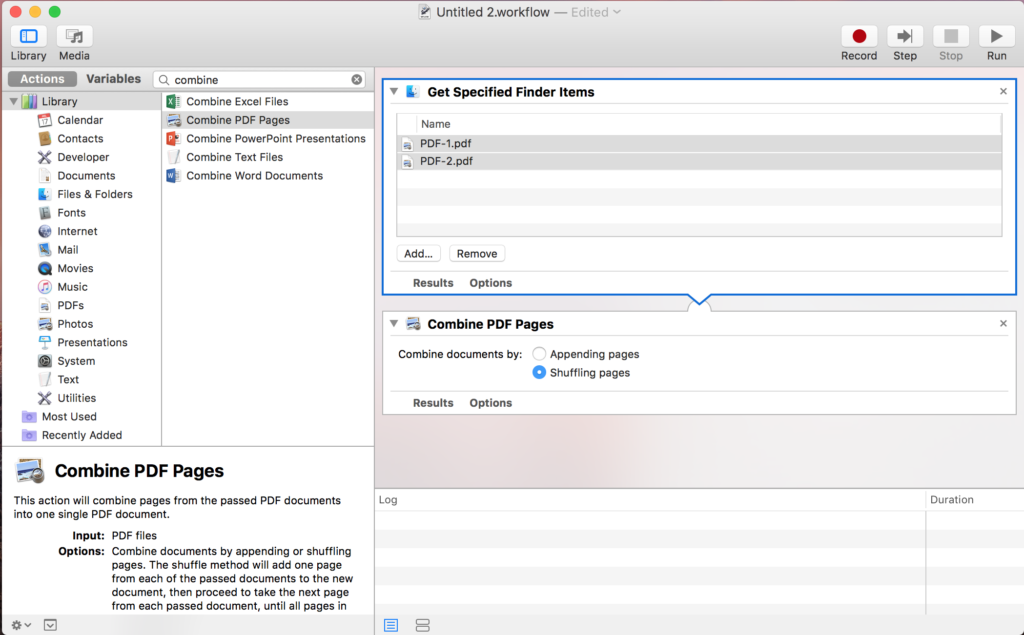 Untitled 2.workflow — Edited
Library
Media
Record
Step
Stop
Run
Actions
Variables
combine
Library
Calendar
Contacts
Developer
Documents
Files & Folders
Fonts
Internet
Mail
Movies
Music
PDFs
Photos
Presentations
System
Text
Utilities
Most Used
Recently Added
Combine Excel Files
Combine PDF Pages
Combine PowerPoint Presentations
Combine Text Files
Combine Word Documents
Combine PDF Pages
This action will combine pages from the passed PDF documents
into one single PDF document.
Input: PDF files
Options: Combine documents by appending or shuffling
pages. The shuffle method will add one page
from each of the passed documents to the new
document, then proceed to take the next page
from each passed document, until all pages in
Get Specified Finder Items
Name
PDF-1.pdf
PDF-2.pdf
Add...
Remove
Results
Options
Combine PDF Pages
Combine documents by:
Appending pages
Shuffling pages
Results
Options
Log
Duration